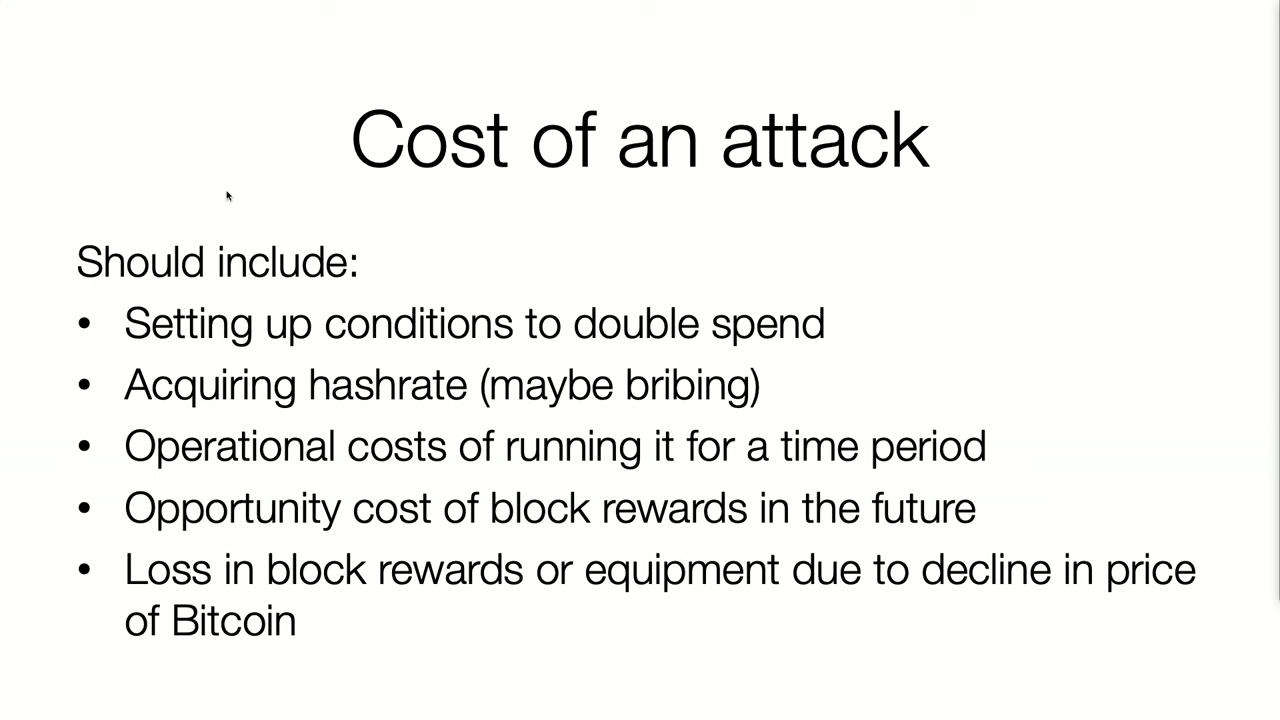 Cost of an attack
Should include:
• Setting up conditions to double spend
• Acquiring hashrate (maybe bribing)
• Operational costs of running it for a time period
• Opportunity cost of block rewards in the future
• Loss in block rewards or equipment due to decline in price
of Bitcoin